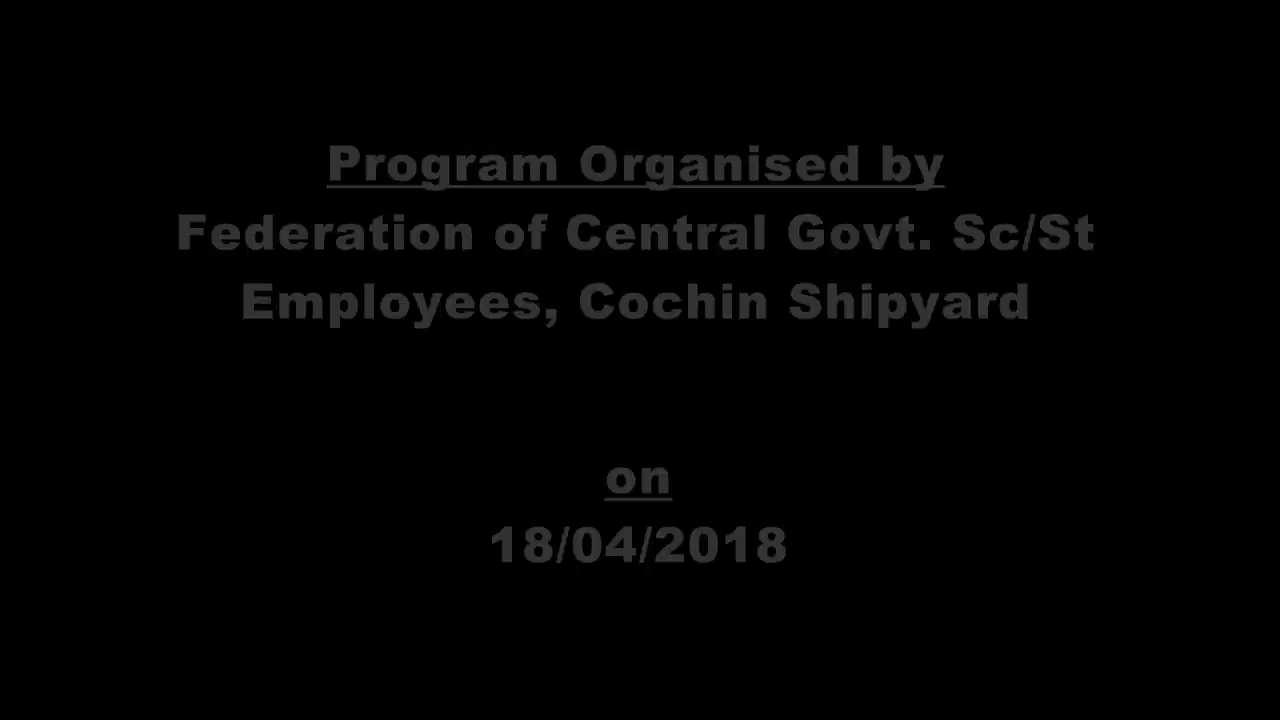 Program Organised by
Federation of Central Govt. Sc/St
Employees, Cochin Shipyard
on
18/04/2018